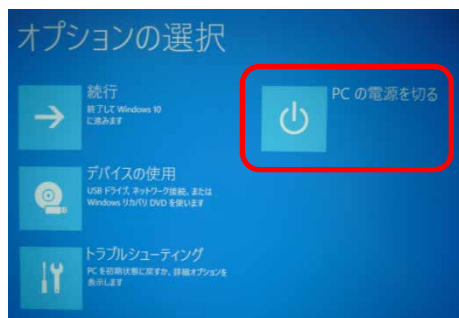 オプションの選択
続行
終了して Windows 10
に進みます
PC の電源を切る
デバイスの使用
USB ドライブ、ネットワーク接続、または
Windows リカバリ DVD を使います
トラブルシューティング
PC を初期状態に戻すか、詳細オプションを
表示します